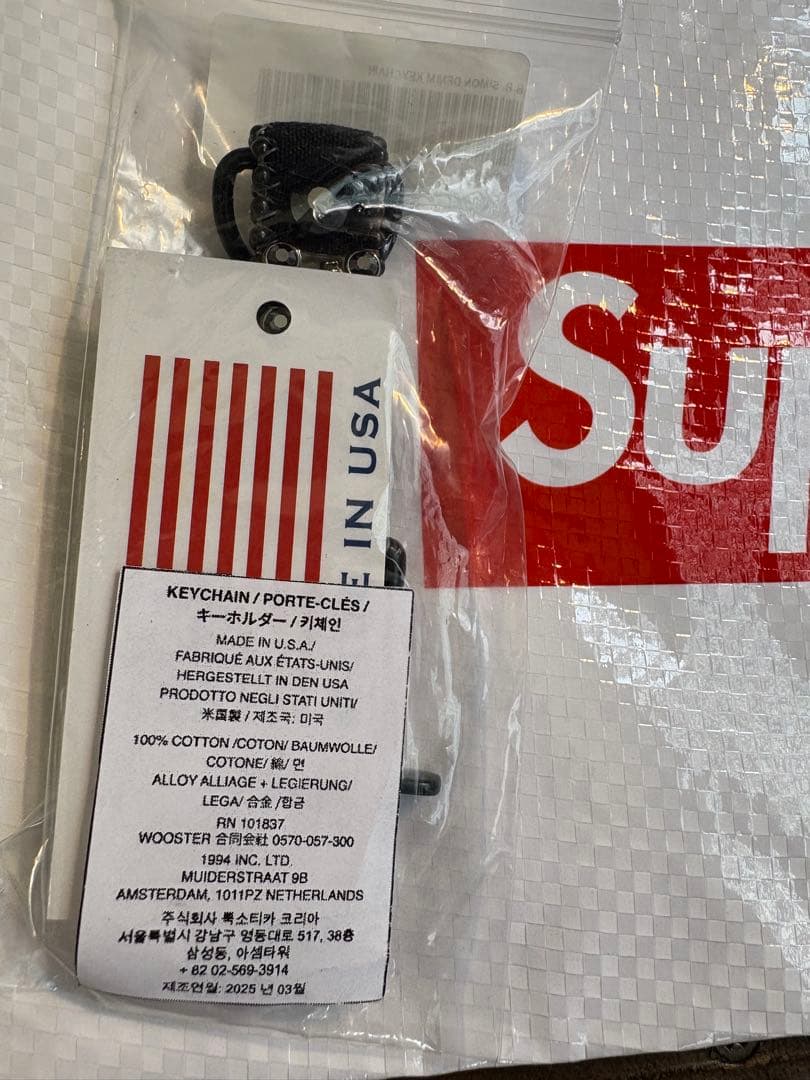 B.B. SIMON DENIM KEYCHAIN
E IN USA
Sup
KEYCHAIN / PORTE-CLÉS /
キーホルダー / 키체인
MADE IN U.S.A./
FABRIQUÉ AUX ÉTATS-UNIS/
HERGESTELLT IN DEN USA
PRODOTTO NEGLI STATI UNITI/
米国製 / 제조국: 미국
100% COTTON /COTON/ BAUMWOLLE/
COTONE/ 綿/ 면
ALLOY ALLIAGE + LEGIERUNG/
LEGA/ 合金 /합금
RN 101837
WOOSTER 合同会社 0570-057-300
1994 INC. LTD.
MUIDERSTRAAT 9B
AMSTERDAM, 1011PZ NETHERLANDS
주식회사 룩소티카 코리아
서울특별시 강남구 영동대로 517, 38층
삼성동, 아셈타워
+ 82 02-569-3914
제조연월: 2025 년 03월